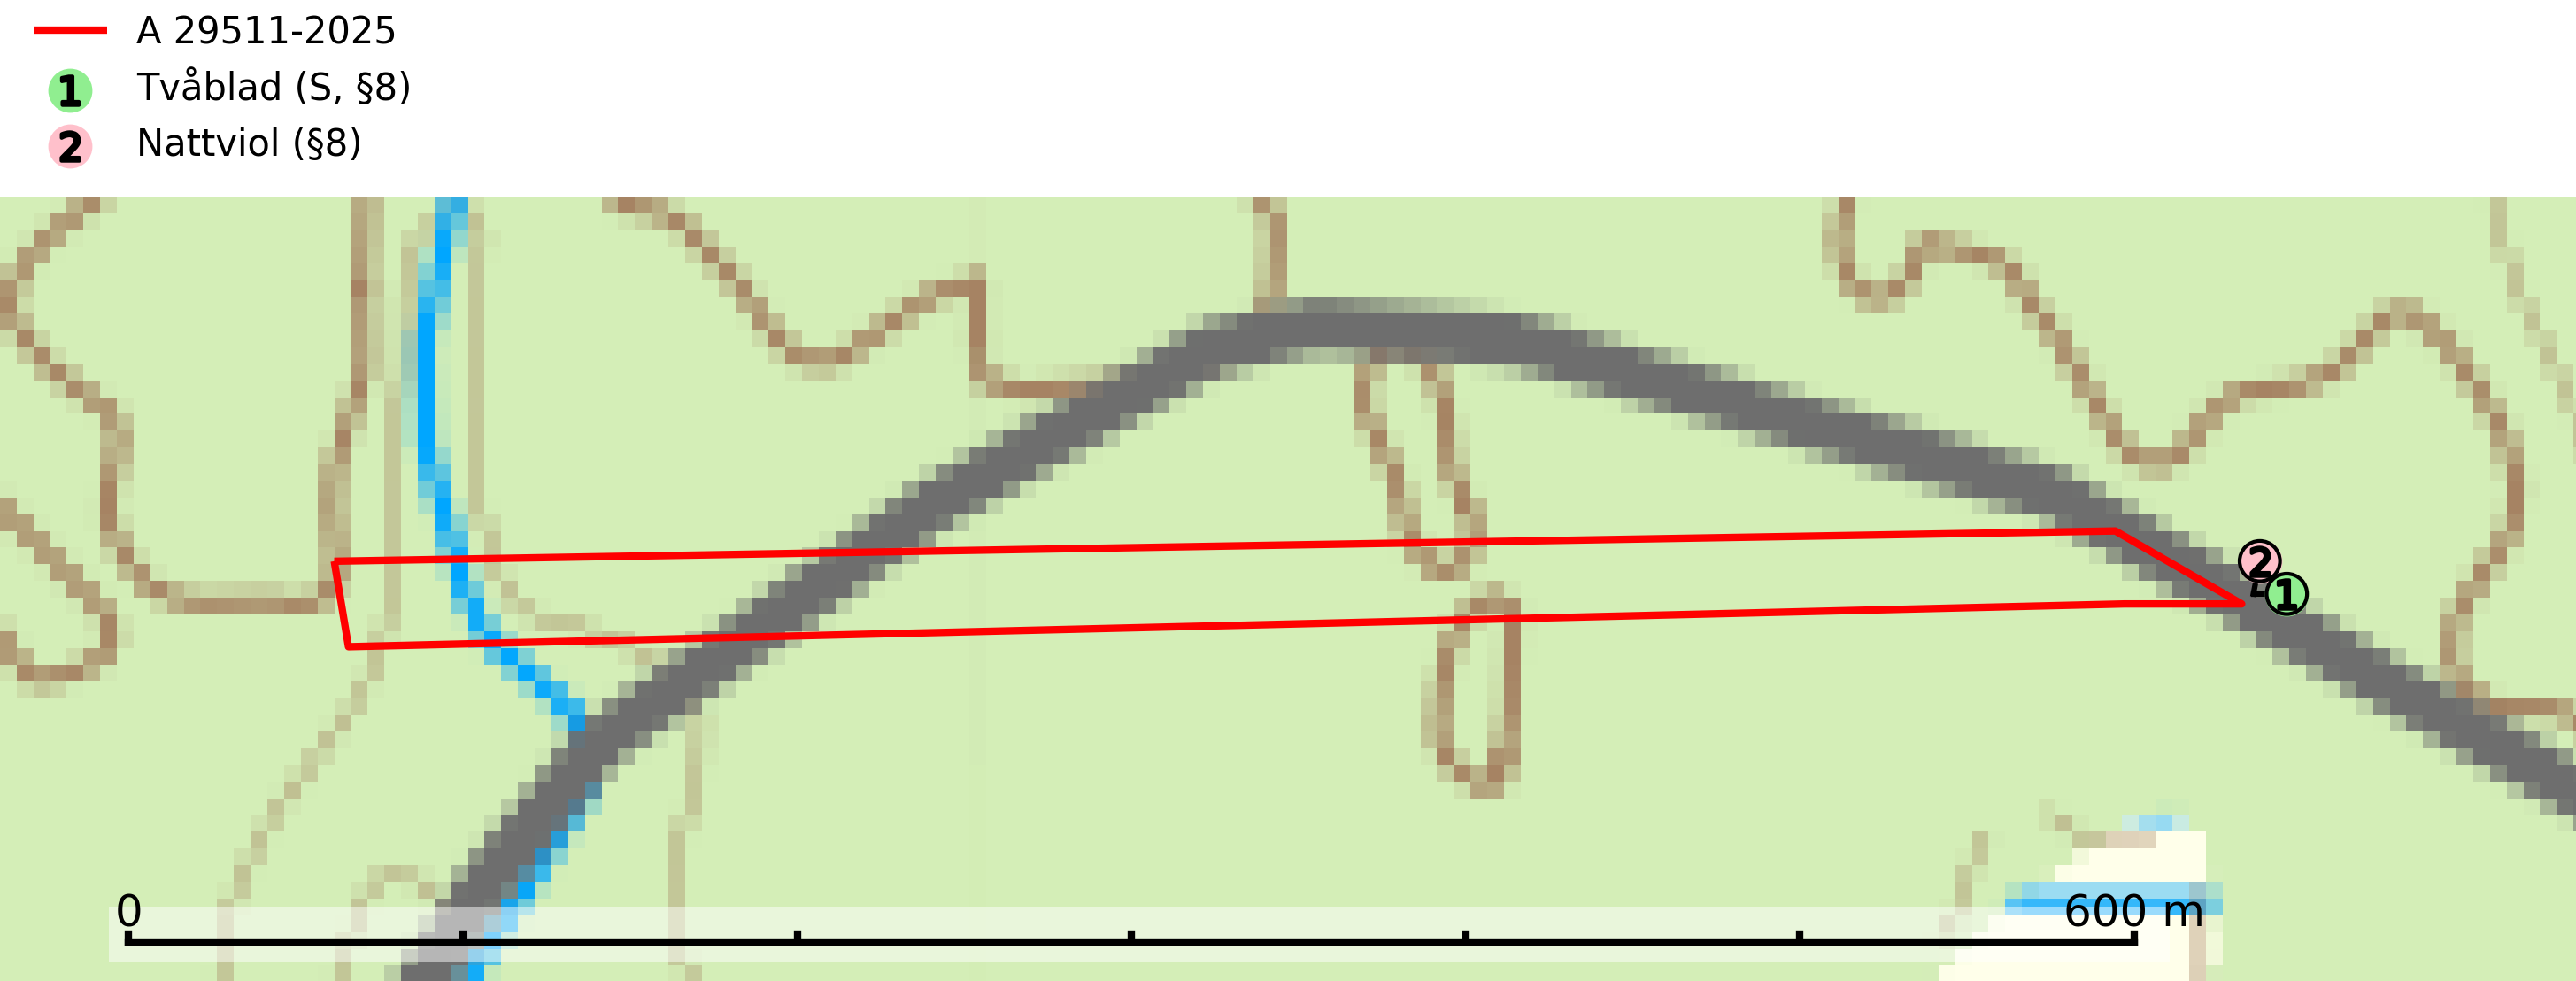 A 29511-2025
1 Tvåblad (S, §8)
2 Nattviol (§8)
2
1
0 600 m